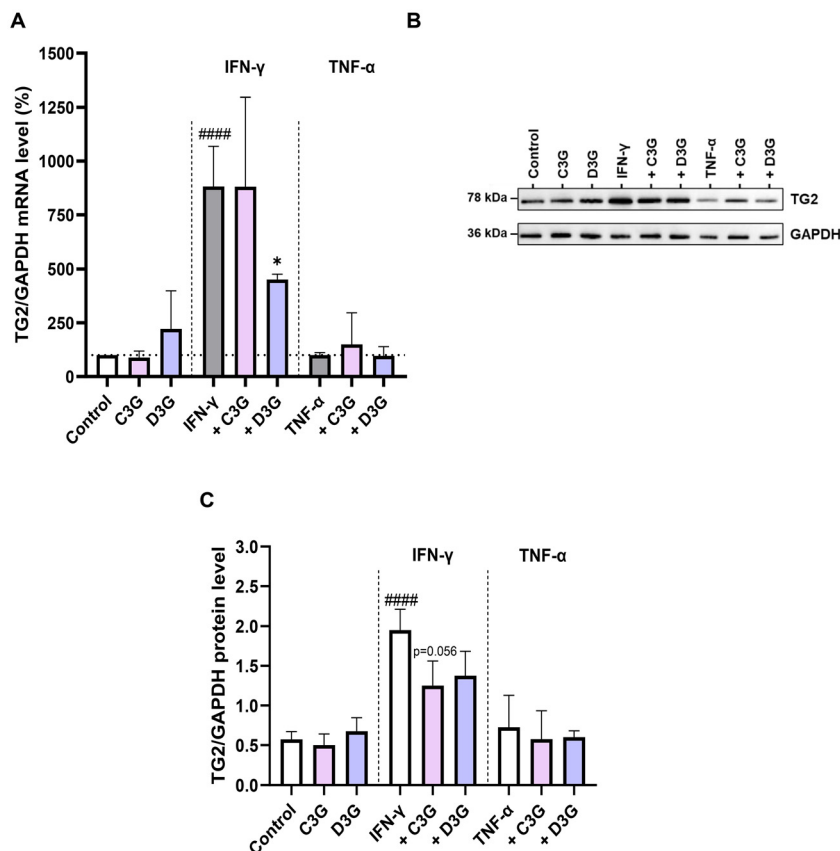 A
TG2/GAPDH mRNA level (%)
1500
1250
1000
750
500
250
0
IFN-γ
TNF-α
####
*
Control
C3G
D3G
IFN-γ
+ C3G
+ D3G
TNF-α
+ C3G
+ D3G
B
Control
C3G
D3G
IFN-γ
+ C3G
+ D3G
TNF-α
+ C3G
+ D3G
78 kDa
TG2
36 kDa
GAPDH
C
TG2/GAPDH protein level
3.0
2.5
2.0
1.5
1.0
0.5
0.0
IFN-γ
TNF-α
####
p=0.056
Control
C3G
D3G
IFN-γ
+ C3G
+ D3G
TNF-α
+ C3G
+ D3G